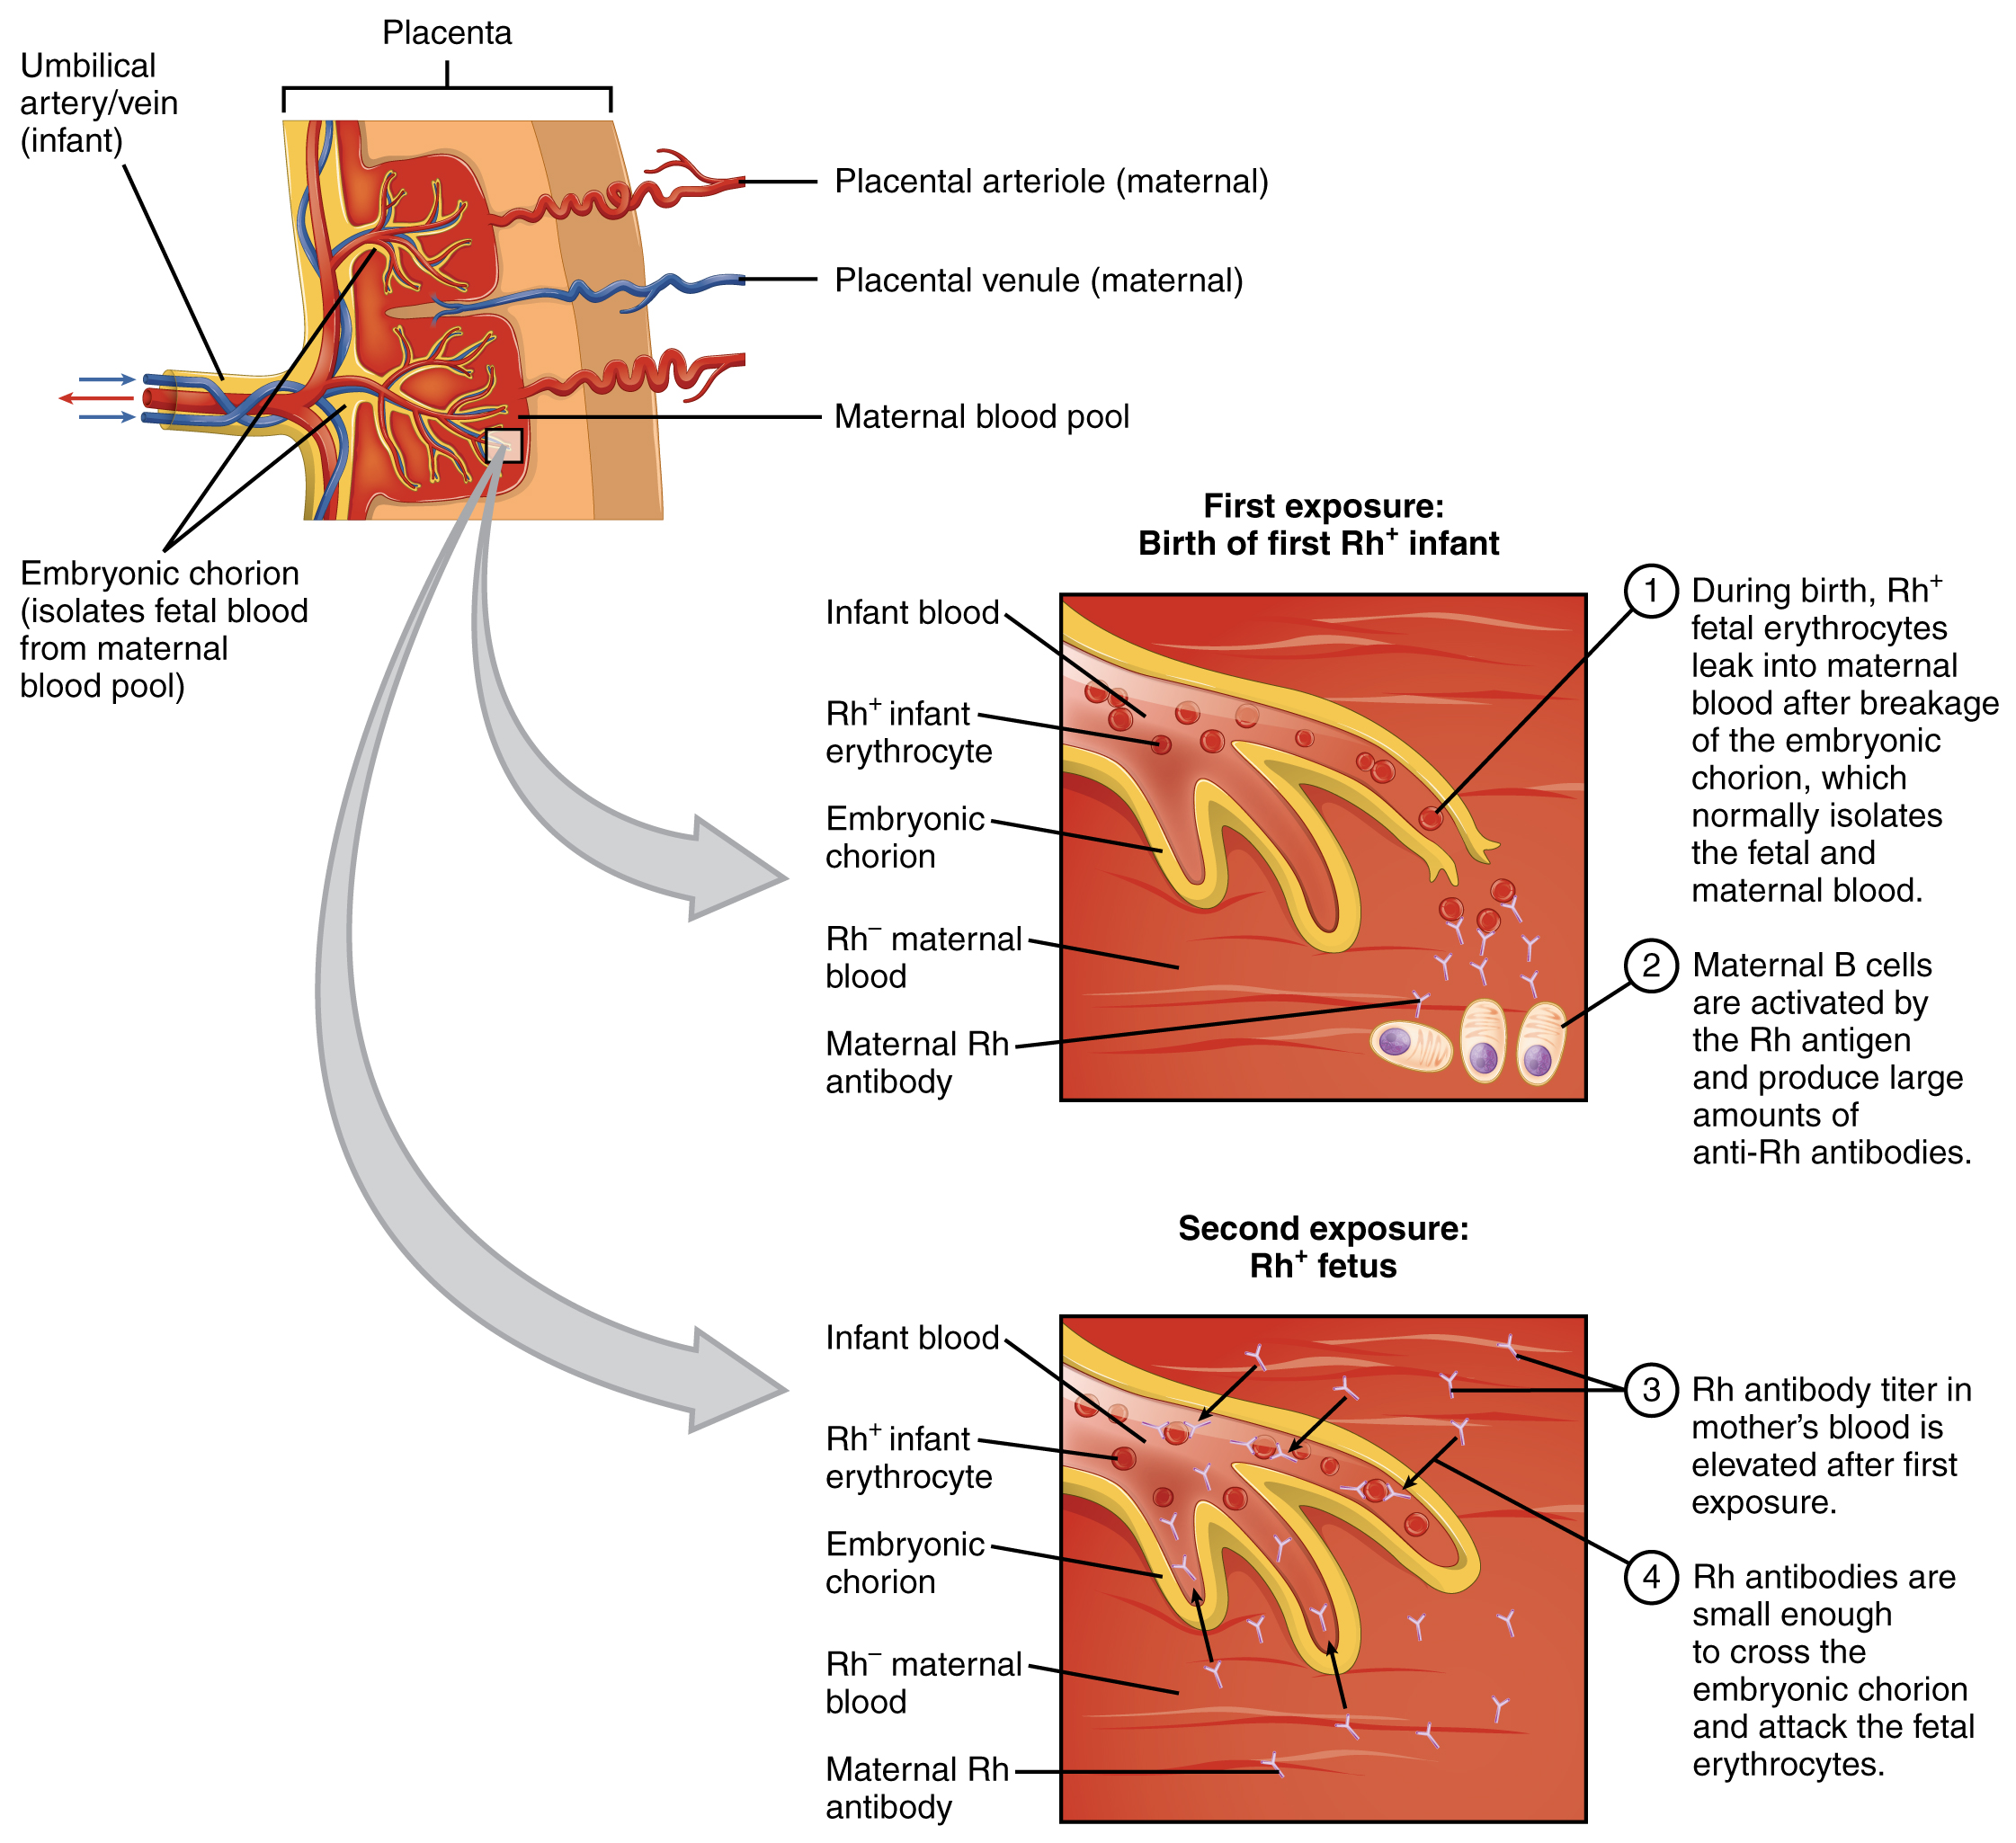 Placenta
Umbilical
artery/vein
(infant)
Placental arteriole (maternal)
Placental venule (maternal)
Maternal blood pool
Embryonic chorion
(isolates fetal blood
from maternal
blood pool)
First exposure:
Birth of first Rh⁺ infant
Infant blood
Rh⁺ infant
erythrocyte
Embryonic
chorion
Rh⁻ maternal
blood
Maternal Rh
antibody
1
During birth, Rh⁺
fetal erythrocytes
leak into maternal
blood after breakage
of the embryonic
chorion, which
normally isolates
the fetal and
maternal blood.
2
Maternal B cells
are activated by
the Rh antigen
and produce large
amounts of
anti-Rh antibodies.
Second exposure:
Rh⁺ fetus
Infant blood
Rh⁺ infant
erythrocyte
Embryonic
chorion
Rh⁻ maternal
blood
Maternal Rh
antibody
3
Rh antibody titer in
mother’s blood is
elevated after first
exposure.
4
Rh antibodies are
small enough
to cross the
embryonic chorion
and attack the fetal
erythrocytes.